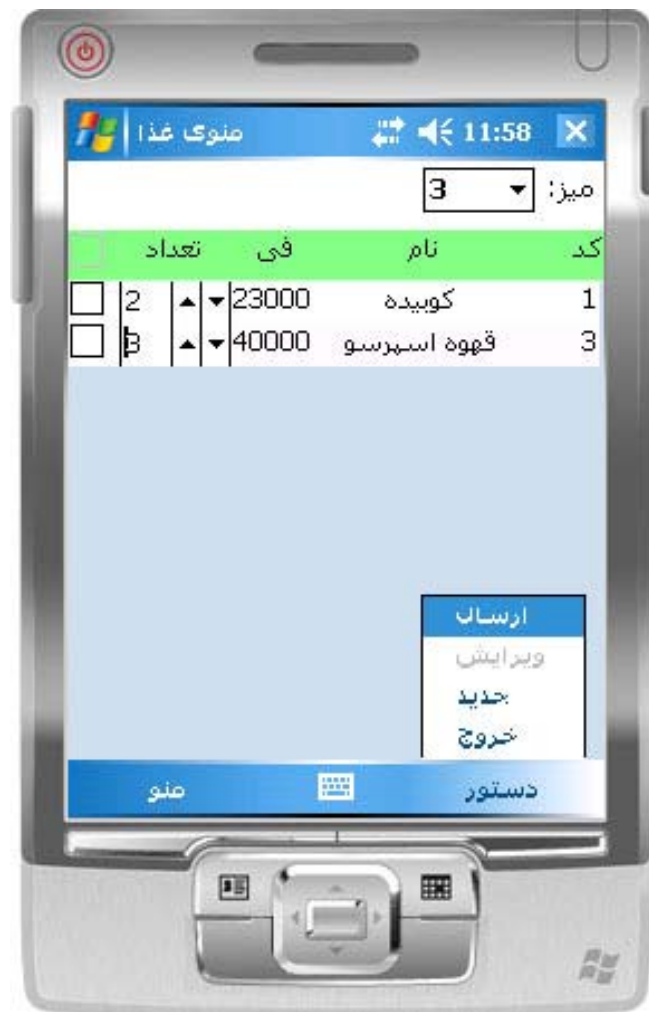 منوی غذا 11:58
میز: 3
کد نام فی تعداد
1 کوبیده 23000 2
3 قهوه اسپرسو 40000 3
ارسال
ویرایش
جدید
خروج
دستور منو